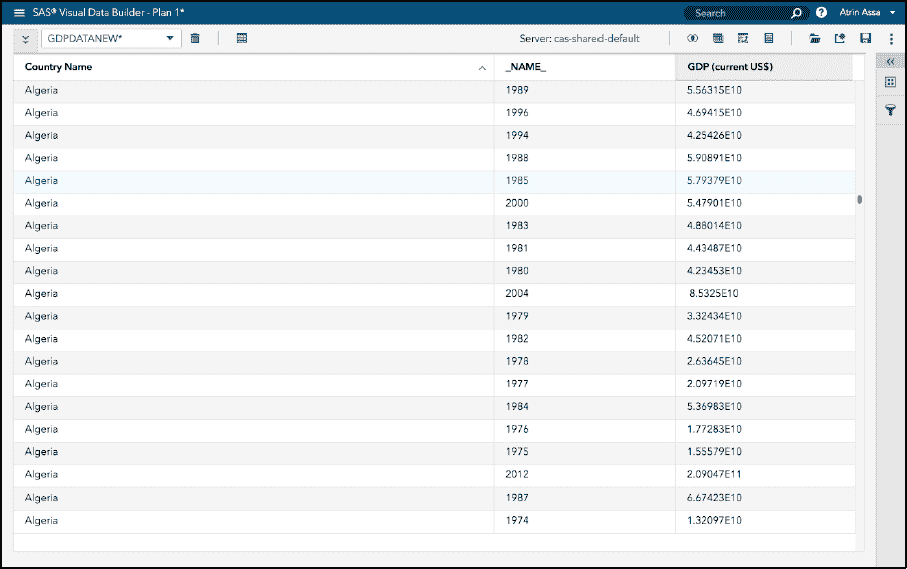 SAS® Visual Data Builder - Plan 1*
Search
Atrin Assa
GDPDATANEW*
Server: cas-shared-default
Country Name _NAME_ GDP (current US$)
Algeria 1989 5.56315E10
Algeria 1996 4.69415E10
Algeria 1994 4.25426E10
Algeria 1988 5.90891E10
Algeria 1985 5.79379E10
Algeria 2000 5.47901E10
Algeria 1983 4.88014E10
Algeria 1981 4.43487E10
Algeria 1980 4.23453E10
Algeria 2004 8.5325E10
Algeria 1979 3.32434E10
Algeria 1982 4.52071E10
Algeria 1978 2.63645E10
Algeria 1977 2.09719E10
Algeria 1984 5.36983E10
Algeria 1976 1.77283E10
Algeria 1975 1.55579E10
Algeria 2012 2.09047E11
Algeria 1987 6.67423E10
Algeria 1974 1.32097E10